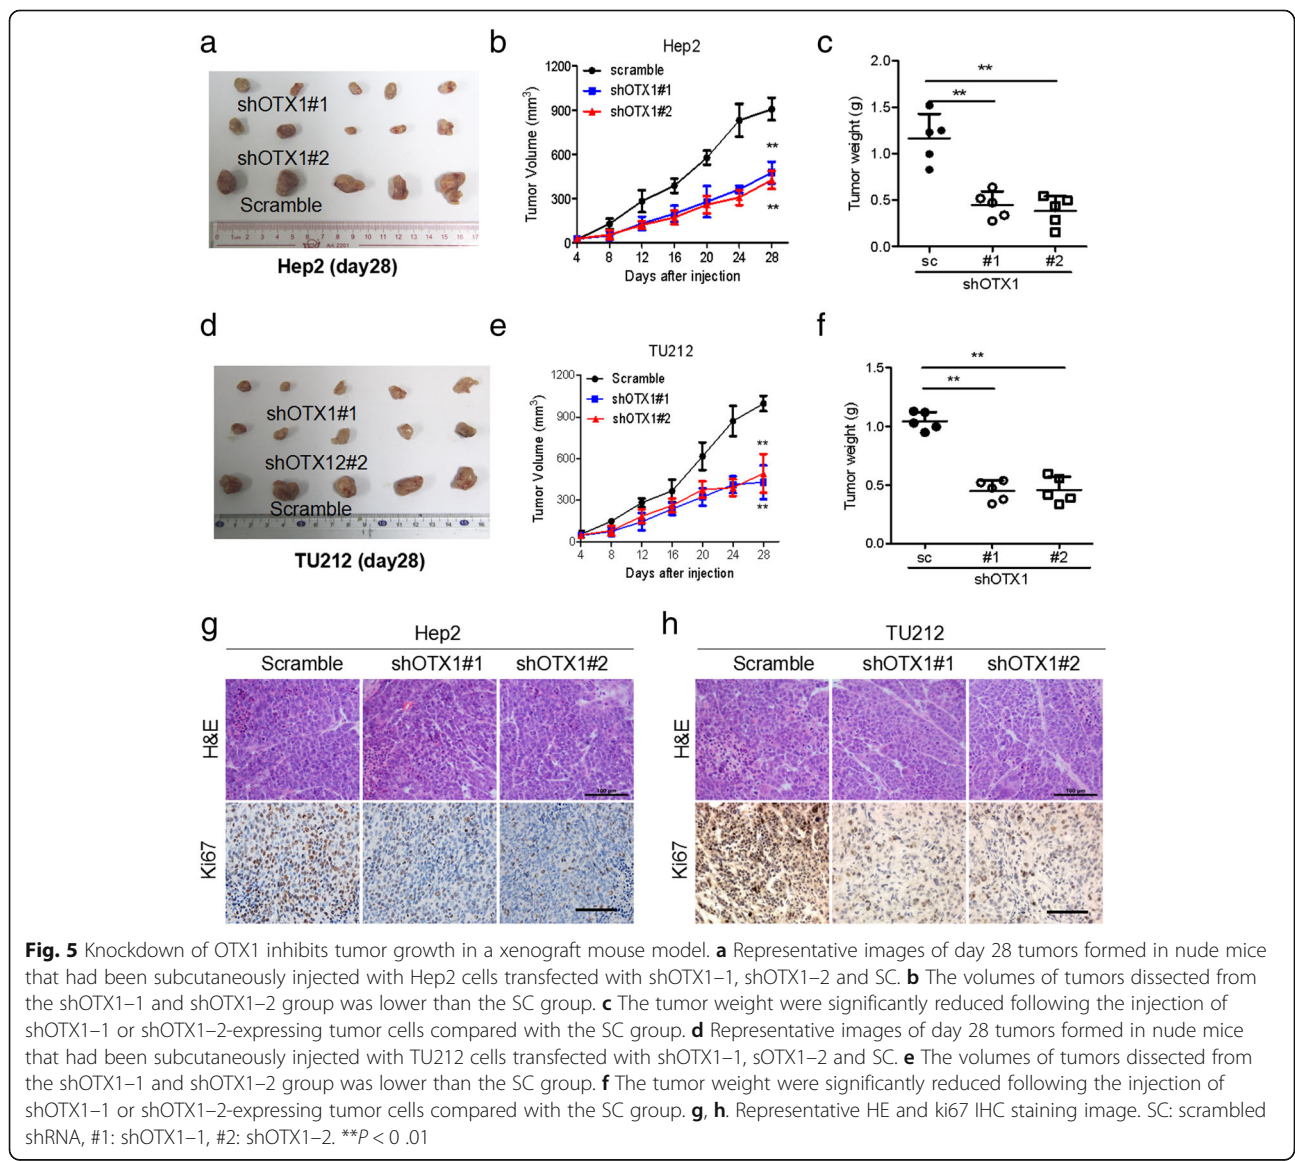 a
shOTX1#1
shOTX1#2
Scramble
Hep2 (day28)
b
Hep2
scramble
shOTX1#1
shOTX1#2
Tumor Volume (mm³)
1200
900
600
300
0
**
**
4 8 12 16 20 24 28
Days after injection
c
Tumor weight (g)
2.0
1.5
1.0
0.5
0.0
**
**
sc #1 #2
shOTX1
d
shOTX1#1
shOTX12#2
Scramble
TU212 (day28)
e
TU212
Scramble
shOTX1#1
shOTX1#2
Tumor Volume (mm³)
1200
900
600
300
0
**
**
4 8 12 16 20 24 28
Days after injection
f
Tumor weight (g)
1.5
1.0
0.5
0.0
**
**
sc #1 #2
shOTX1
g
Hep2
Scramble shOTX1#1 shOTX1#2
H&E
100 μm
Ki67
h
TU212
Scramble shOTX1#1 shOTX1#2
H&E
100 μm
Ki67
Fig. 5 Knockdown of OTX1 inhibits tumor growth in a xenograft mouse model. a Representative images of day 28 tumors formed in nude mice
that had been subcutaneously injected with Hep2 cells transfected with shOTX1–1, shOTX1–2 and SC. b The volumes of tumors dissected from
the shOTX1–1 and shOTX1–2 group was lower than the SC group. c The tumor weight were significantly reduced following the injection of
shOTX1–1 or shOTX1–2-expressing tumor cells compared with the SC group. d Representative images of day 28 tumors formed in nude mice
that had been subcutaneously injected with TU212 cells transfected with shOTX1–1, sOTX1–2 and SC. e The volumes of tumors dissected from
the shOTX1–1 and shOTX1–2 group was lower than the SC group. f The tumor weight were significantly reduced following the injection of
shOTX1–1 or shOTX1–2-expressing tumor cells compared with the SC group. g, h. Representative HE and ki67 IHC staining image. SC: scrambled
shRNA, #1: shOTX1–1, #2: shOTX1–2. **P < 0 .01